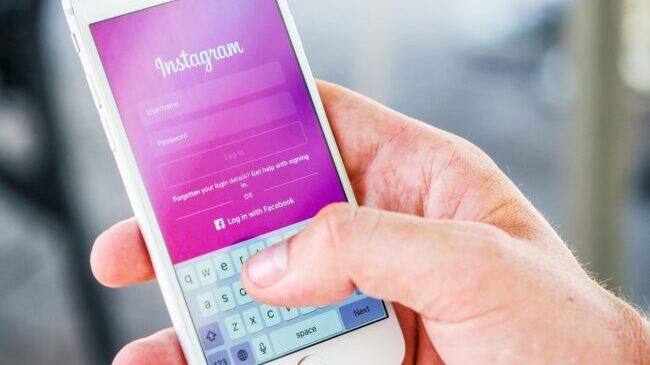 Instagram
Username
Password
Log In
Forgotten your login details? Get help with signing
in.
OR
Log in with Facebook
q w e r
a s d
z x c v
123 space Next